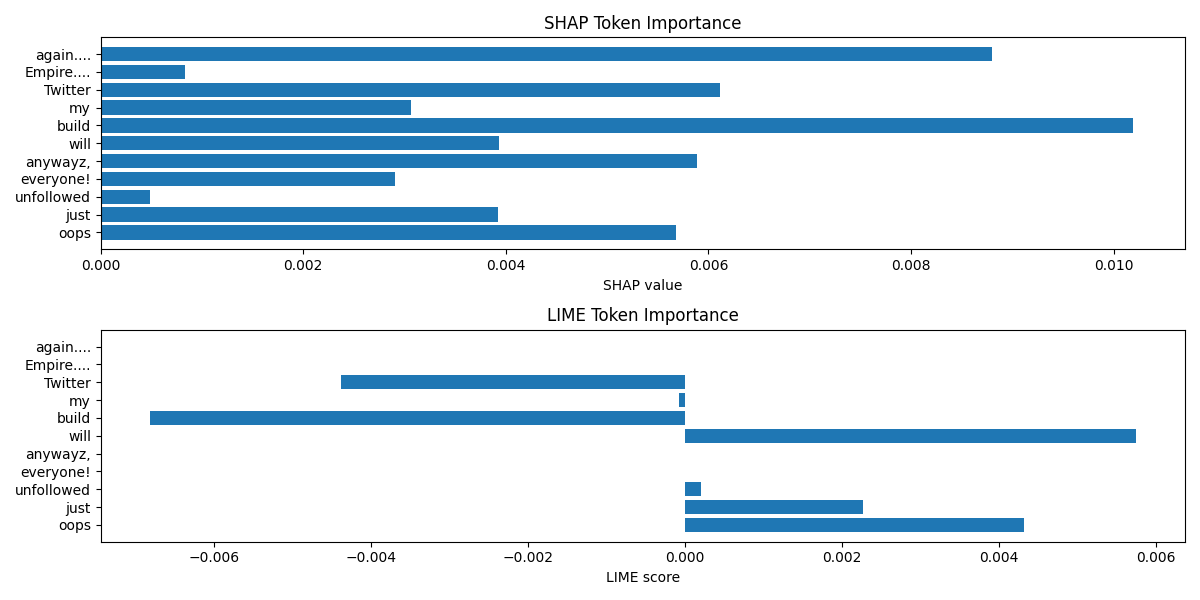 SHAP Token Importance
again....
Empire....
Twitter
my
build
will
anywayz,
everyone!
unfollowed
just
oops
0.000 0.002 0.004 0.006 0.008 0.010
SHAP value
LIME Token Importance
again....
Empire....
Twitter
my
build
will
anywayz,
everyone!
unfollowed
just
oops
−0.006 −0.004 −0.002 0.000 0.002 0.004 0.006
LIME score